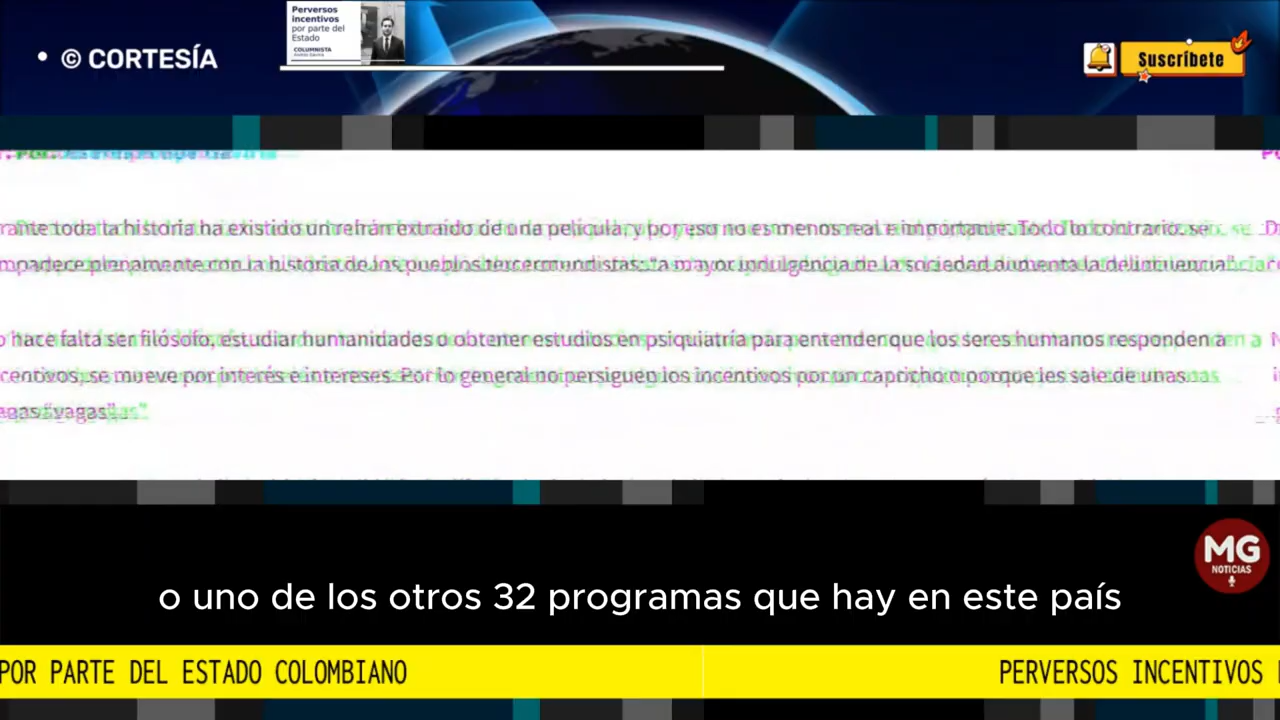 Perversos
incentivos
por parte del
Estado
COLUMNISTA
• © CORTESÍA
Suscríbete
toda la historia ha existido un refrán extraído de una película, y por eso no es menos real e importante. Todo lo contrario, se
plenamente con la historia de los pueblos tercermundistas: "a mayor indulgencia de la sociedad aumenta la delincuencia"
hace falta ser filósofo, estudiar humanidades o obtener estudios en psiquiatría para entender que los seres humanos responden a
se mueve por interés e intereses. Por lo general no persiguen los incentivos por un capricho o porque les sale de unas
MG
NOTICIAS
o uno de los otros 32 programas que hay en este país
POR PARTE DEL ESTADO COLOMBIANO
PERVERSOS INCENTIVOS